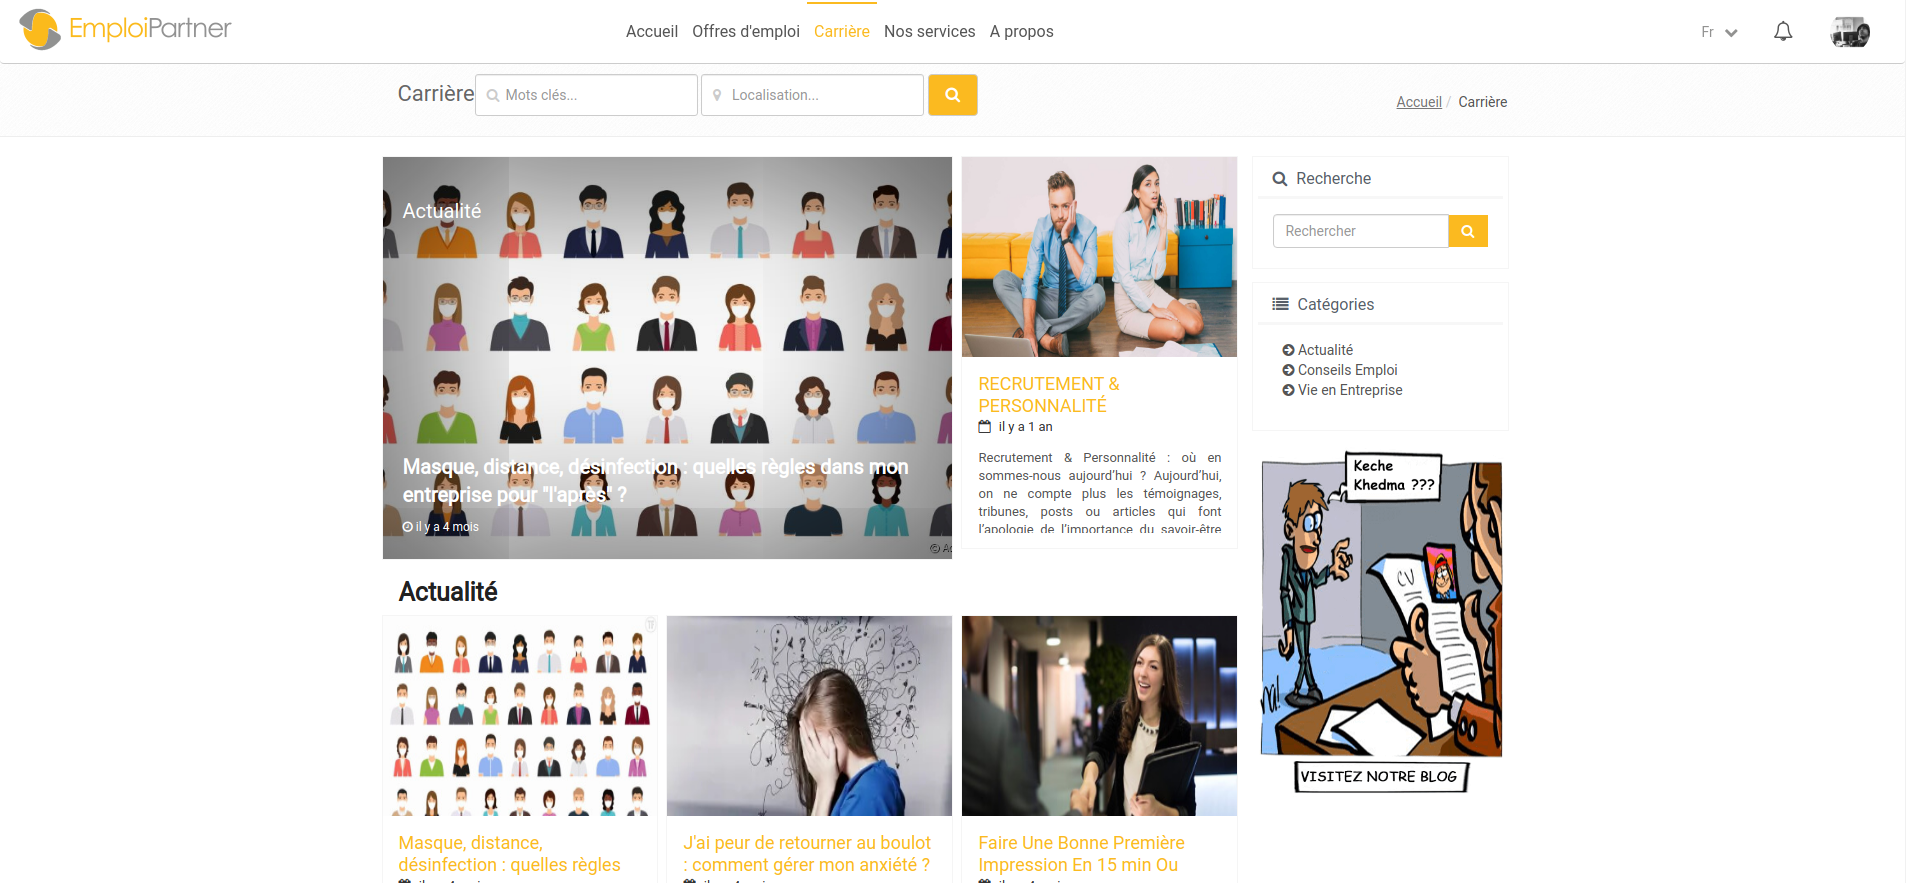 EmploiPartner
Accueil Offres d'emploi Carrière Nos services A propos
Fr
Carrière
Mots clés...
Localisation...
Accueil / Carrière
Actualité
Masque, distance, désinfection : quelles règles dans mon
entreprise pour "l'après" ?
il y a 4 mois
RECRUTEMENT &
PERSONNALITÉ
il y a 1 an
Recrutement & Personnalité : où en
sommes-nous aujourd'hui ? Aujourd'hui,
on ne compte plus les témoignages,
tribunes, posts ou articles qui font
l'apologie de l'importance du savoir-être
Recherche
Rechercher
Catégories
Actualité
Conseils Emploi
Vie en Entreprise
Keche
Khedma ???
CV
VISITEZ NOTRE BLOG
Actualité
Masque, distance,
désinfection : quelles règles
J'ai peur de retourner au boulot
: comment gérer mon anxiété ?
Faire Une Bonne Première
Impression En 15 min Ou